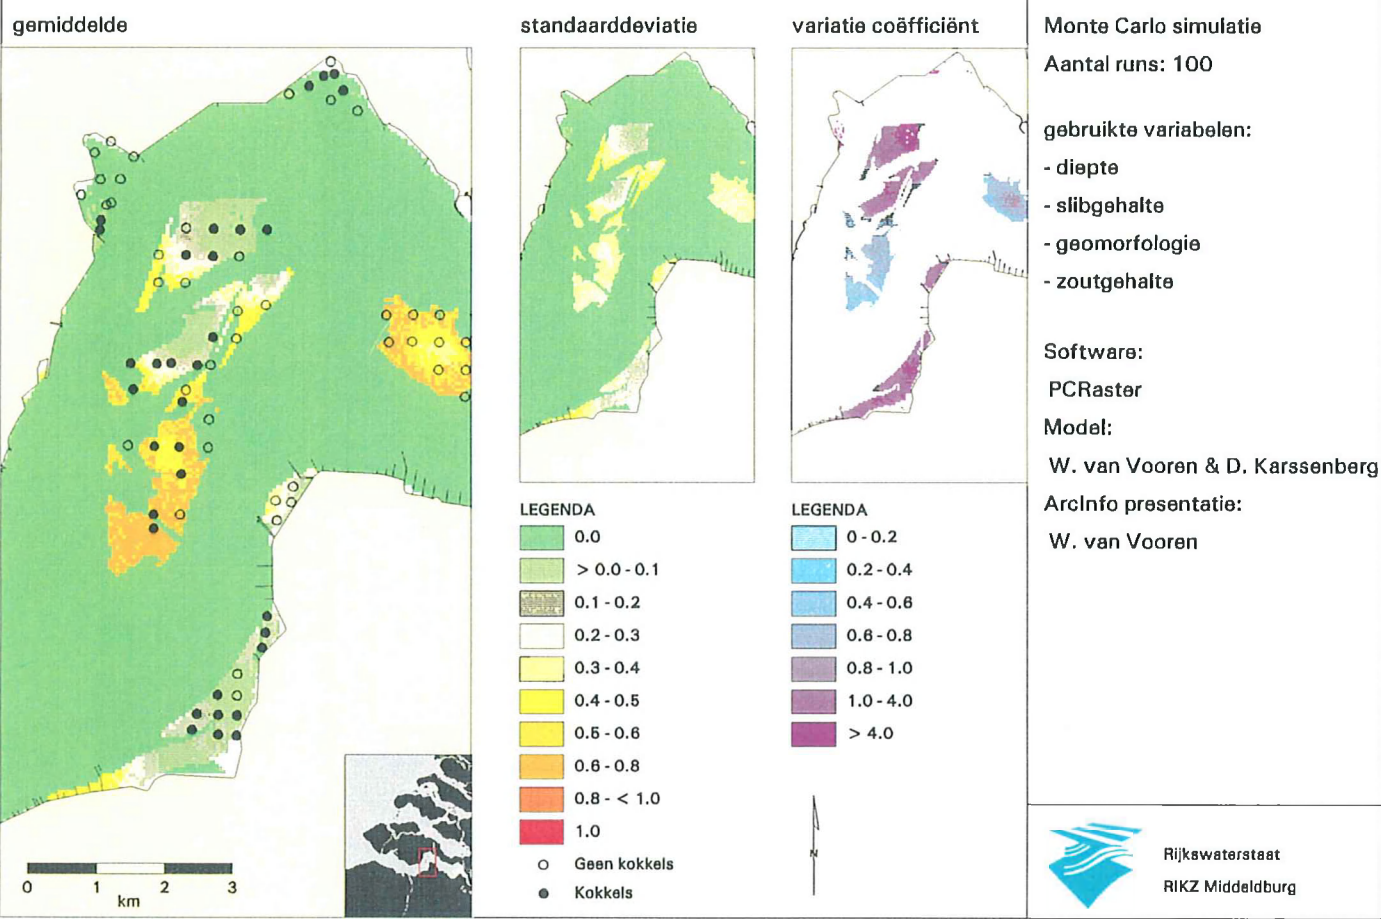 gemiddelde
standaarddeviatie
variatie coëfficiënt
Monte Carlo simulatie
Aantal runs: 100
gebruikte variabelen:
- diepte
- slibgehalte
- geomorfologie
- zoutgehalte
Software:
PCRaster
Model:
W. van Vooren & D. Karssenberg
ArcInfo presentatie:
W. van Vooren
LEGENDA
0.0
> 0.0 - 0.1
0.1 - 0.2
0.2 - 0.3
0.3 - 0.4
0.4 - 0.5
0.5 - 0.6
0.6 - 0.8
0.8 - < 1.0
1.0
Geen kokkels
Kokkels
LEGENDA
0 - 0.2
0.2 - 0.4
0.4 - 0.6
0.6 - 0.8
0.8 - 1.0
1.0 - 4.0
> 4.0
N
0 1 2 3
km
Rijkswaterstaat
RIKZ Middeldburg